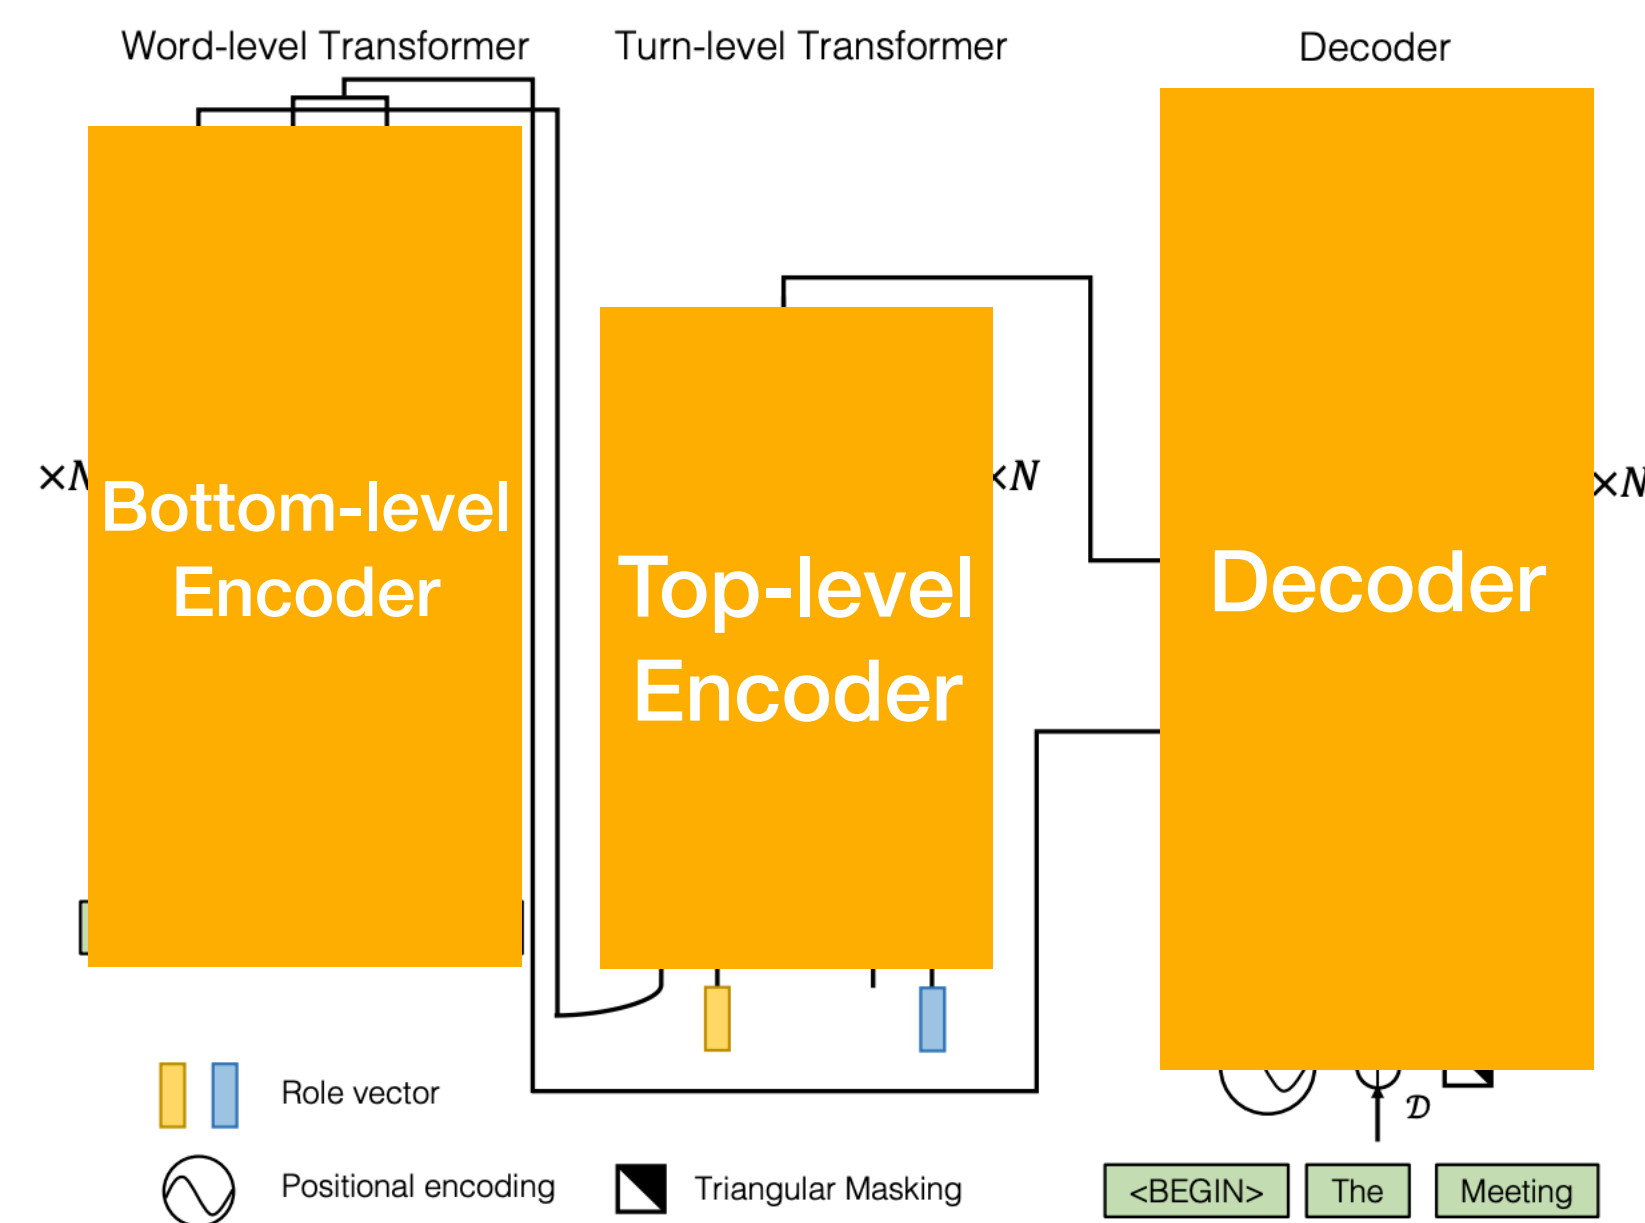 Word-level Transformer
Turn-level Transformer
Decoder
×N
Bottom-level
Encoder
×N
Top-level
Encoder
×N
Decoder
𝒟
Role vector
Positional encoding
Triangular Masking
<BEGIN>
The
Meeting